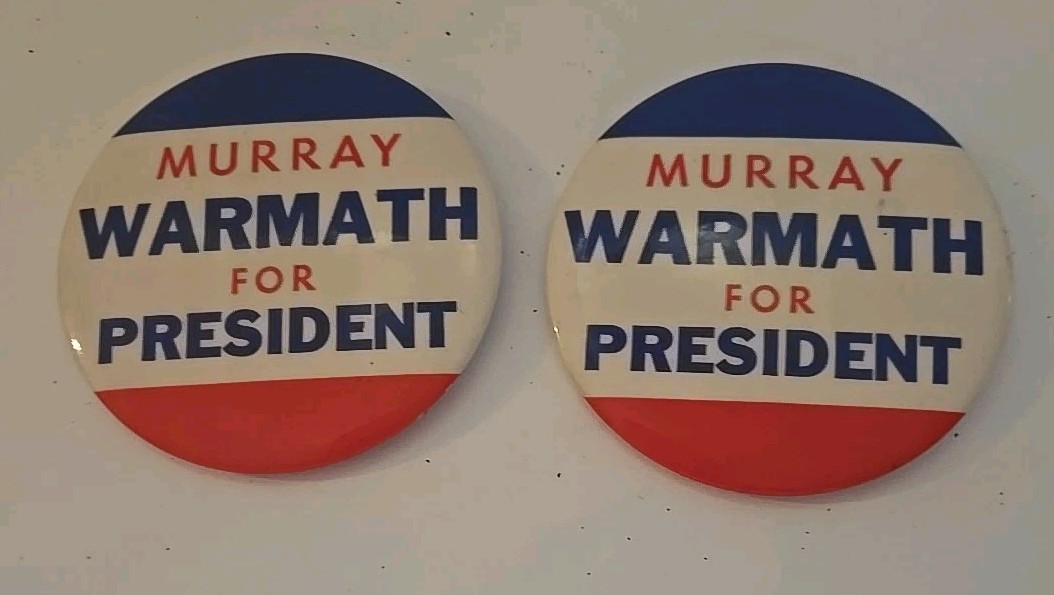 MURRAY
WARMATH
FOR
PRESIDENT
MURRAY
WARMATH
FOR
PRESIDENT